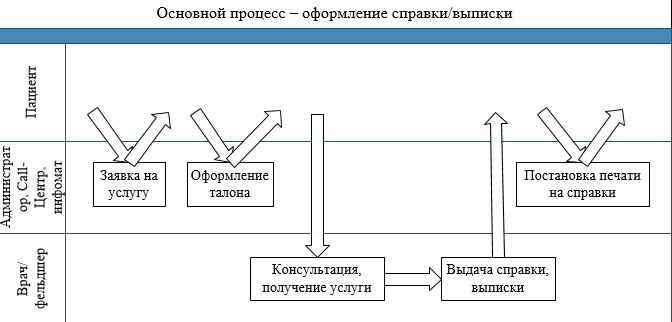 Основной процесс – оформление справки/выписки
Пациент
Администрат
ор, Call-
Центр,
инфомат
Заявка на
услугу
Оформление
талона
Постановка печати
на справки
Врач/
фельдшер
Консультация,
получение услуги
Выдача справки,
выписки